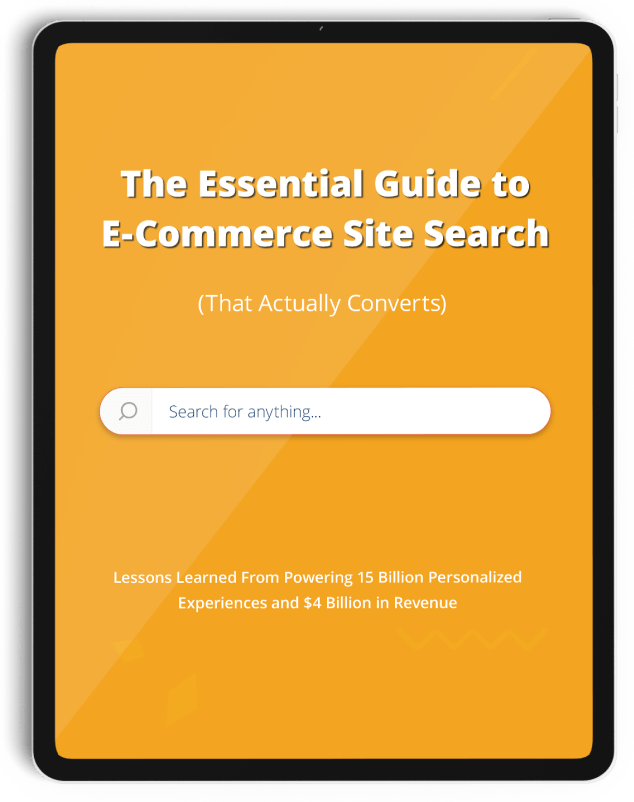 The Essential Guide to
E-Commerce Site Search
(That Actually Converts)
Search for anything...
Lessons Learned From Powering 15 Billion Personalized
Experiences and $4 Billion in Revenue